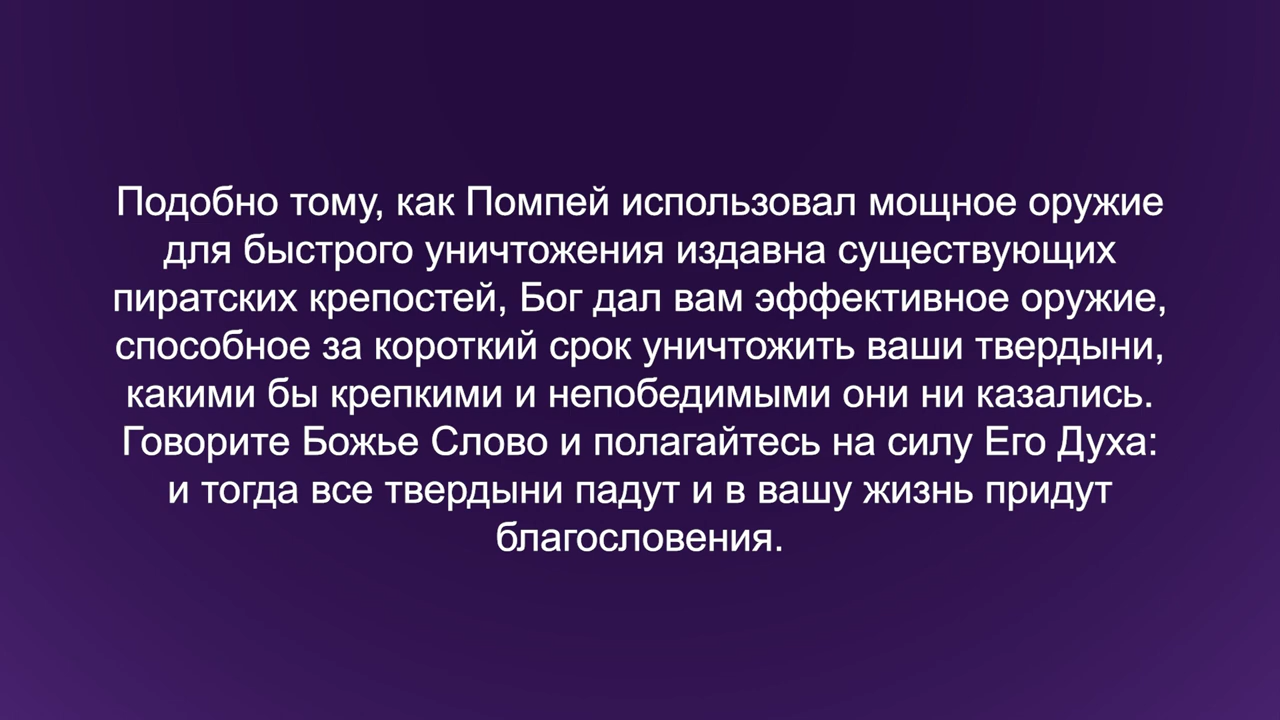 Подобно тому, как Помпей использовал мощное оружие
для быстрого уничтожения издавна существующих
пиратских крепостей, Бог дал вам эффективное оружие,
способное за короткий срок уничтожить ваши твердыни,
какими бы крепкими и непобедимыми они ни казались.
Говорите Божье Слово и полагайтесь на силу Его Духа:
и тогда все твердыни падут и в вашу жизнь придут
благословения.